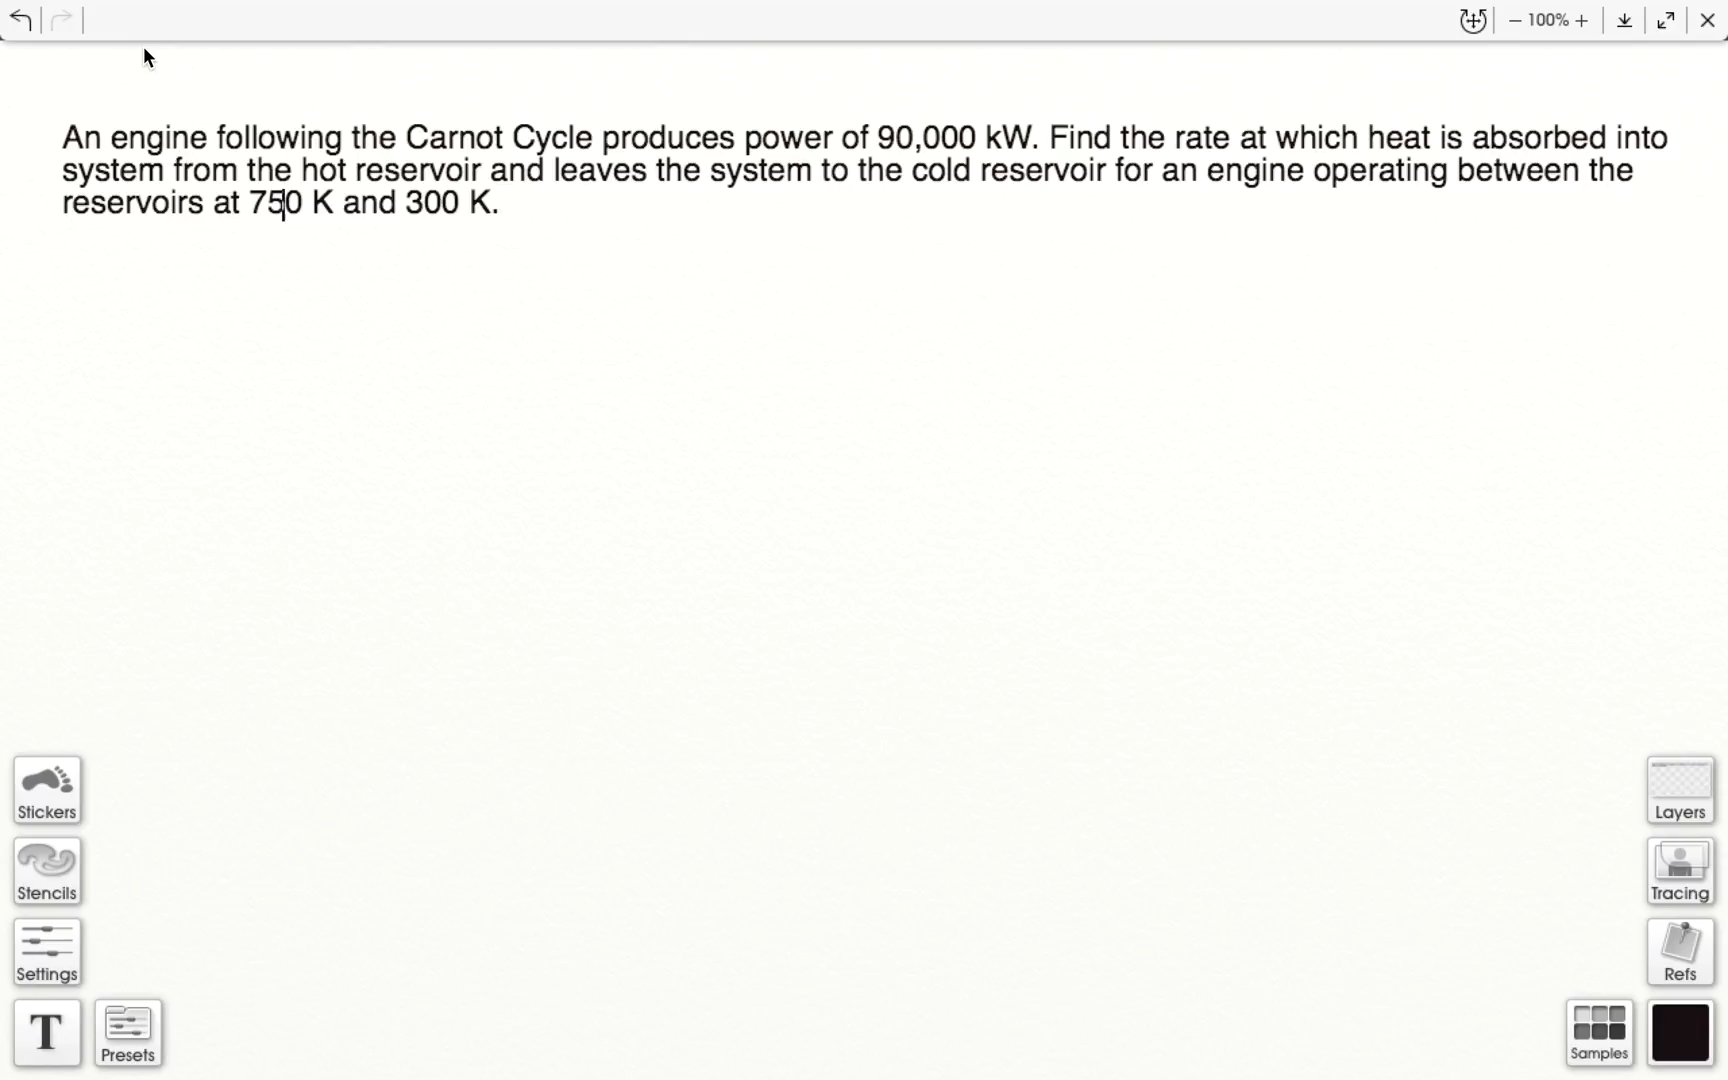 − 100% +
An engine following the Carnot Cycle produces power of 90,000 kW. Find the rate at which heat is absorbed into
system from the hot reservoir and leaves the system to the cold reservoir for an engine operating between the
reservoirs at 750 K and 300 K.
Stickers
Layers
Stencils
Tracing
Settings
Refs
T
Presets
Samples